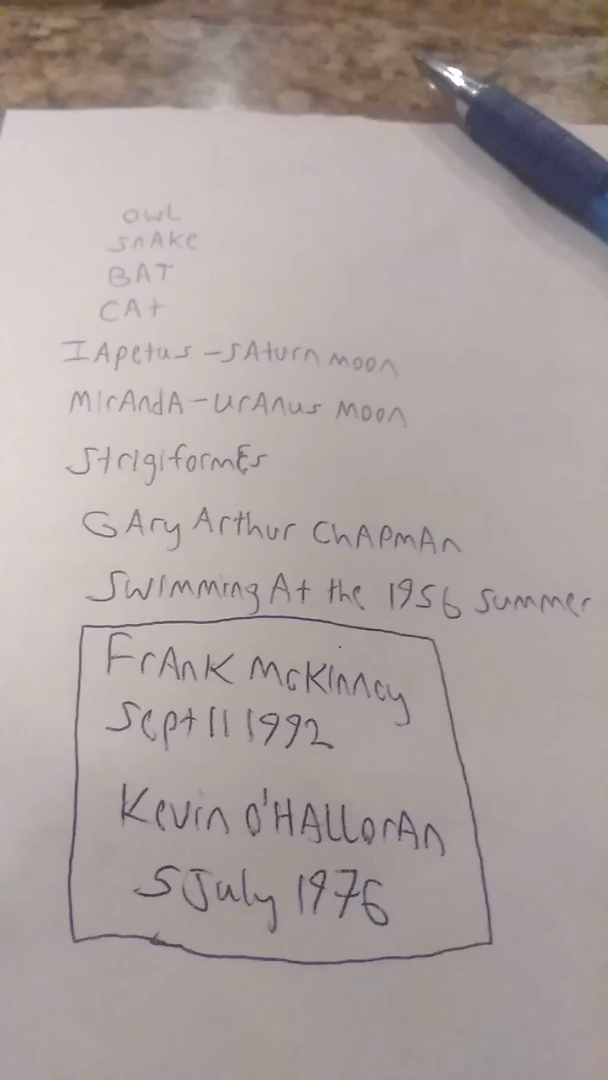 OWL
SNAKE
BAT
CAt
IApetus - SAturn moon
MIrAndA - UrAnus Moon
StrigiformEs
GAry Arthur ChAPmAn
Swimming At the 1956 summer
FrAnK McKInney
Sept 11 1992
Kevin O'HAllorAn
5 July 1976